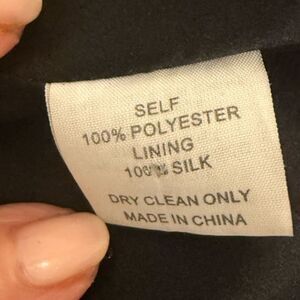 SELF
100% POLYESTER
LINING
100% SILK
DRY CLEAN ONLY
MADE IN CHINA